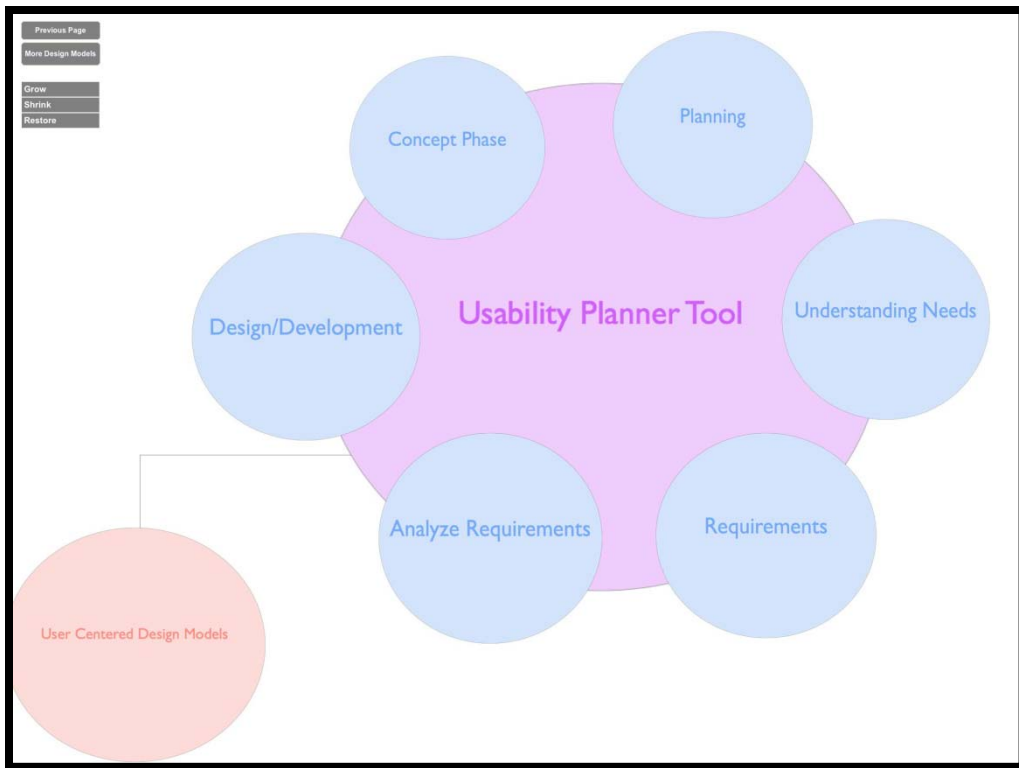 Previous Page
More Design Models
Grow
Shrink
Restore
Concept Phase
Planning
Design/Development
Usability Planner Tool
Understanding Needs
Analyze Requirements
Requirements
User Centered Design Models